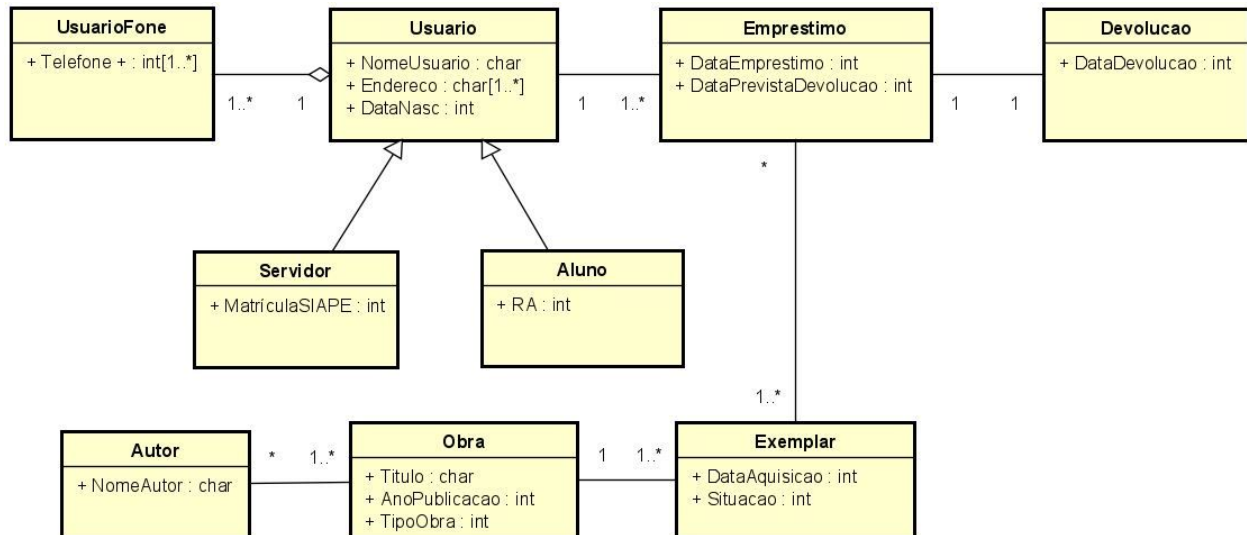 UsuarioFone
+ Telefone + : int[1..*]
1..*
1
Usuario
+ NomeUsuario : char
+ Endereco : char[1..*]
+ DataNasc : int
1
1..*
Emprestimo
+ DataEmprestimo : int
+ DataPrevistaDevolucao : int
1
1
Devolucao
+ DataDevolucao : int
*
Servidor
+ MatrículaSIAPE : int
Aluno
+ RA : int
1..*
Autor
+ NomeAutor : char
*
1..*
Obra
+ Titulo : char
+ AnoPublicacao : int
+ TipoObra : int
1
1..*
Exemplar
+ DataAquisicao : int
+ Situacao : int